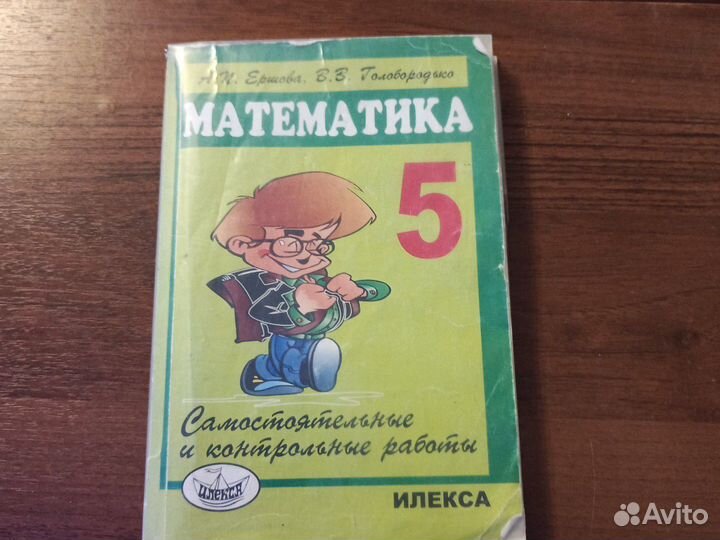 А.П. Ершова, В.В. Голобородько
МАТЕМАТИКА
5
Самостоятельные
и контрольные работы
ИЛЕКСА
ИЛЕКСА
Avito